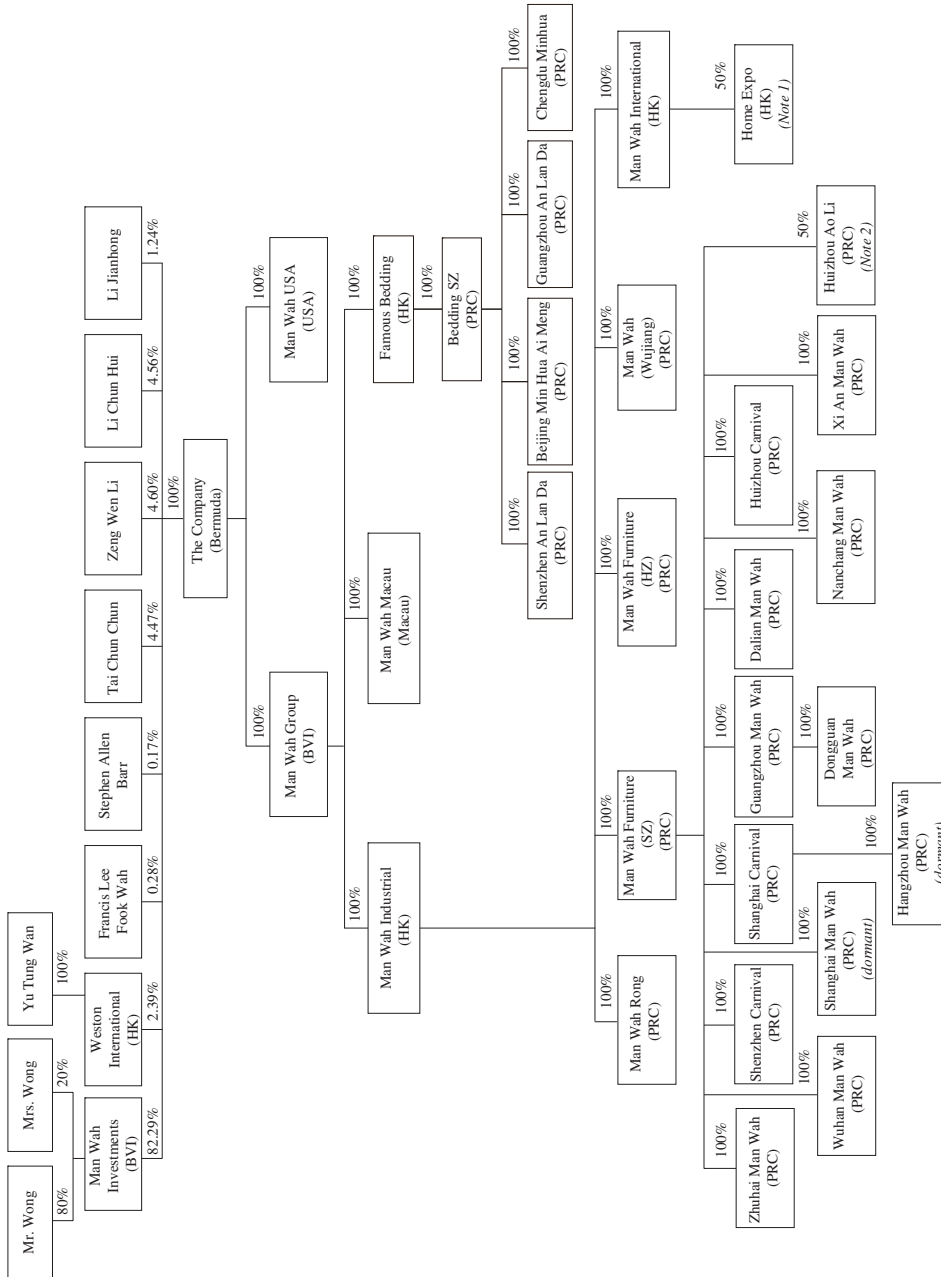 Mr. Wong
Mrs. Wong
Yu Tung Wan
80%
20%
100%
Man Wah
Investments
(BVI)
Weston
International
(HK)
Francis Lee
Fook Wah
Stephen Allen
Barr
Tai Chun Chun
Zeng Wen Li
Li Chun Hui
Li Jianhong
82.29%
2.39%
0.28%
0.17%
4.47%
4.60%
4.56%
1.24%
100%
The Company
(Bermuda)
100%
100%
Man Wah Group
(BVI)
Man Wah USA
(USA)
100%
100%
100%
Man Wah Industrial
(HK)
Man Wah Macau
(Macau)
Famous Bedding
(HK)
100%
Bedding SZ
(PRC)
100%
100%
100%
100%
Shenzhen An Lan Da
(PRC)
Beijing Min Hua Ai Meng
(PRC)
Guangzhou An Lan Da
(PRC)
Chengdu Minhua
(PRC)
100%
100%
100%
100%
100%
Man Wah Rong
(PRC)
Man Wah Furniture
(SZ)
(PRC)
Man Wah Furniture
(HZ)
(PRC)
Man Wah
(Wujiang)
(PRC)
Man Wah International
(HK)
100%
100%
100%
100%
100%
100%
50%
Zhuhai Man Wah
(PRC)
Shenzhen Carnival
(PRC)
Shanghai Carnival
(PRC)
Guangzhou Man Wah
(PRC)
Dalian Man Wah
(PRC)
Huizhou Carnival
(PRC)
Home Expo
(HK)
(Note 1)
100%
100%
100%
100%
100%
50%
Wuhan Man Wah
(PRC)
Shanghai Man Wah
(PRC)
(dormant)
Dongguan
Man Wah
(PRC)
Nanchang Man Wah
(PRC)
Xi An Man Wah
(PRC)
Huizhou Ao Li
(PRC)
(Note 2)
100%
Hangzhou Man Wah
(PRC)
(dormant)